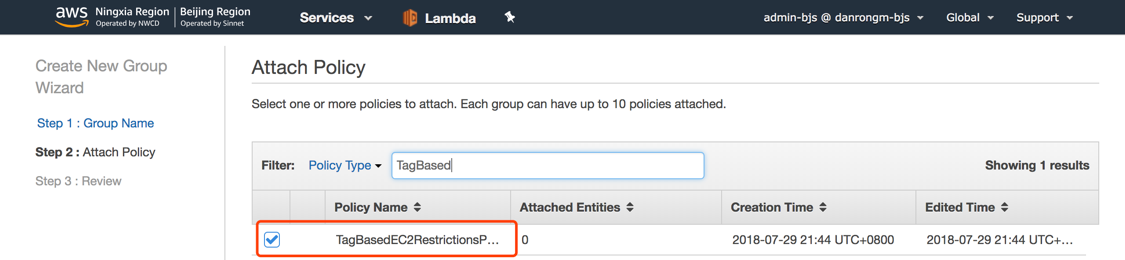 aws Ningxia Region | Beijing Region Services Lambda admin-bjs @ danrongm-bjs Global Support
Operated by NWCD | Operated by Sinnet
Create New Group
Wizard
Step 1 : Group Name
Step 2 : Attach Policy
Step 3 : Review
Attach Policy
Select one or more policies to attach. Each group can have up to 10 policies attached.
Filter: Policy Type TagBased Showing 1 results
Policy Name Attached Entities Creation Time Edited Time
TagBasedEC2RestrictionsP... 0 2018-07-29 21:44 UTC+0800 2018-07-29 21:44 UTC+...